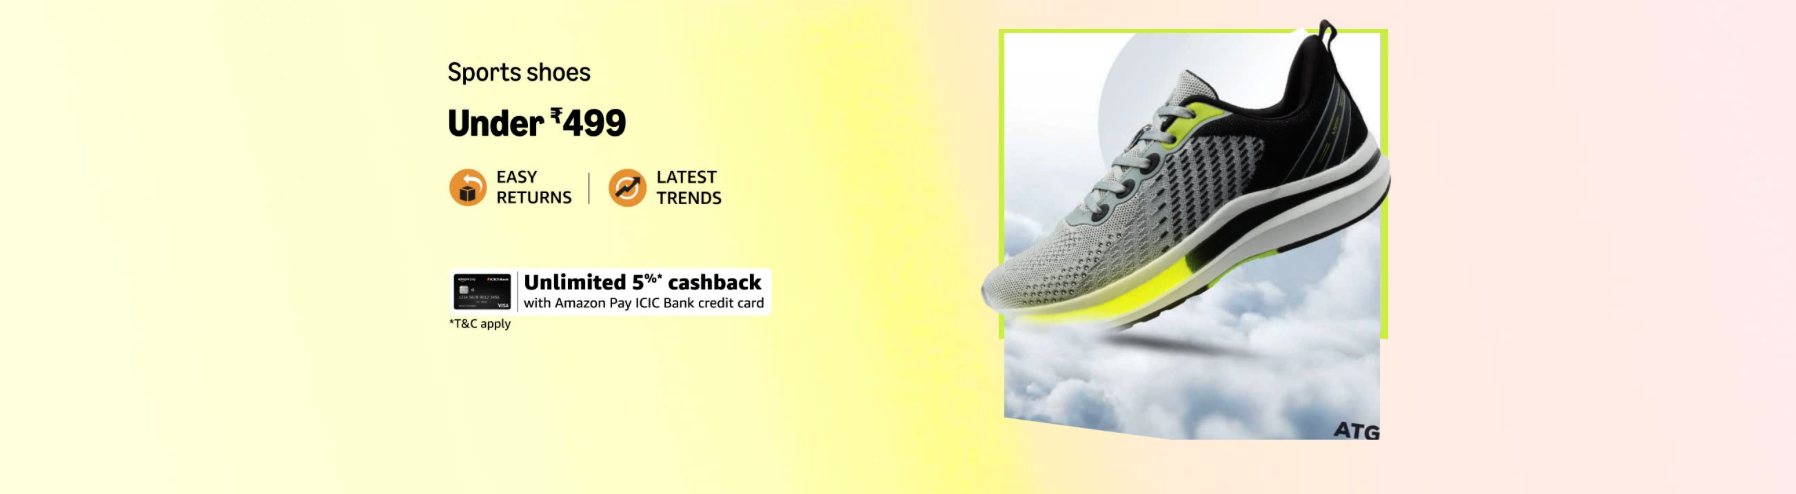 Sports shoes
Under ₹499
EASY
RETURNS
LATEST
TRENDS
Unlimited 5%* cashback
with Amazon Pay ICIC Bank credit card
*T&C apply
VISA
ATG